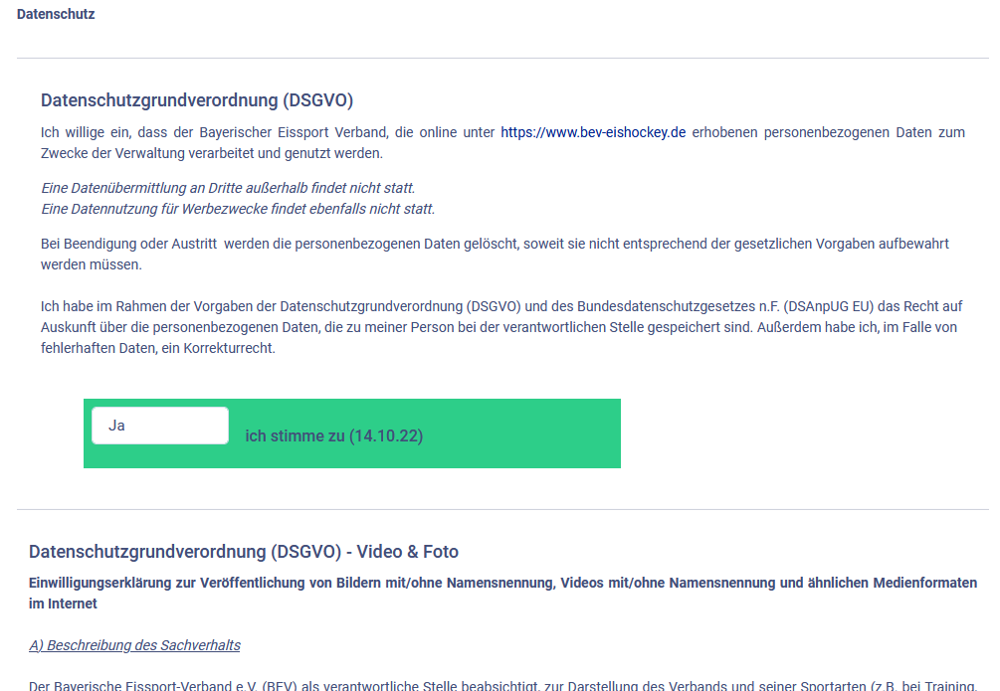 Datenschutz
Datenschutzgrundverordnung (DSGVO)
Ich willige ein, dass der Bayerischer Eissport Verband, die online unter https://www.bev-eishockey.de erhobenen personenbezogenen Daten zum
Zwecke der Verwaltung verarbeitet und genutzt werden.
Eine Datenübermittlung an Dritte außerhalb findet nicht statt.
Eine Datennutzung für Werbezwecke findet ebenfalls nicht statt.
Bei Beendigung oder Austritt  werden die personenbezogenen Daten gelöscht, soweit sie nicht entsprechend der gesetzlichen Vorgaben aufbewahrt
werden müssen.
Ich habe im Rahmen der Vorgaben der Datenschutzgrundverordnung (DSGVO) und des Bundesdatenschutzgesetzes n.F. (DSAnpUG EU) das Recht auf
Auskunft über die personenbezogenen Daten, die zu meiner Person bei der verantwortlichen Stelle gespeichert sind. Außerdem habe ich, im Falle von
fehlerhaften Daten, ein Korrekturrecht.
Ja
ich stimme zu (14.10.22)
Datenschutzgrundverordnung (DSGVO) - Video & Foto
Einwilligungserklärung zur Veröffentlichung von Bildern mit/ohne Namensnennung, Videos mit/ohne Namensnennung und ähnlichen Medienformaten
im Internet
A) Beschreibung des Sachverhalts
Der Bayerische Eissport-Verband e.V. (BEV) als verantwortliche Stelle beabsichtigt, zur Darstellung des Verbands und seiner Sportarten (z.B. bei Training,